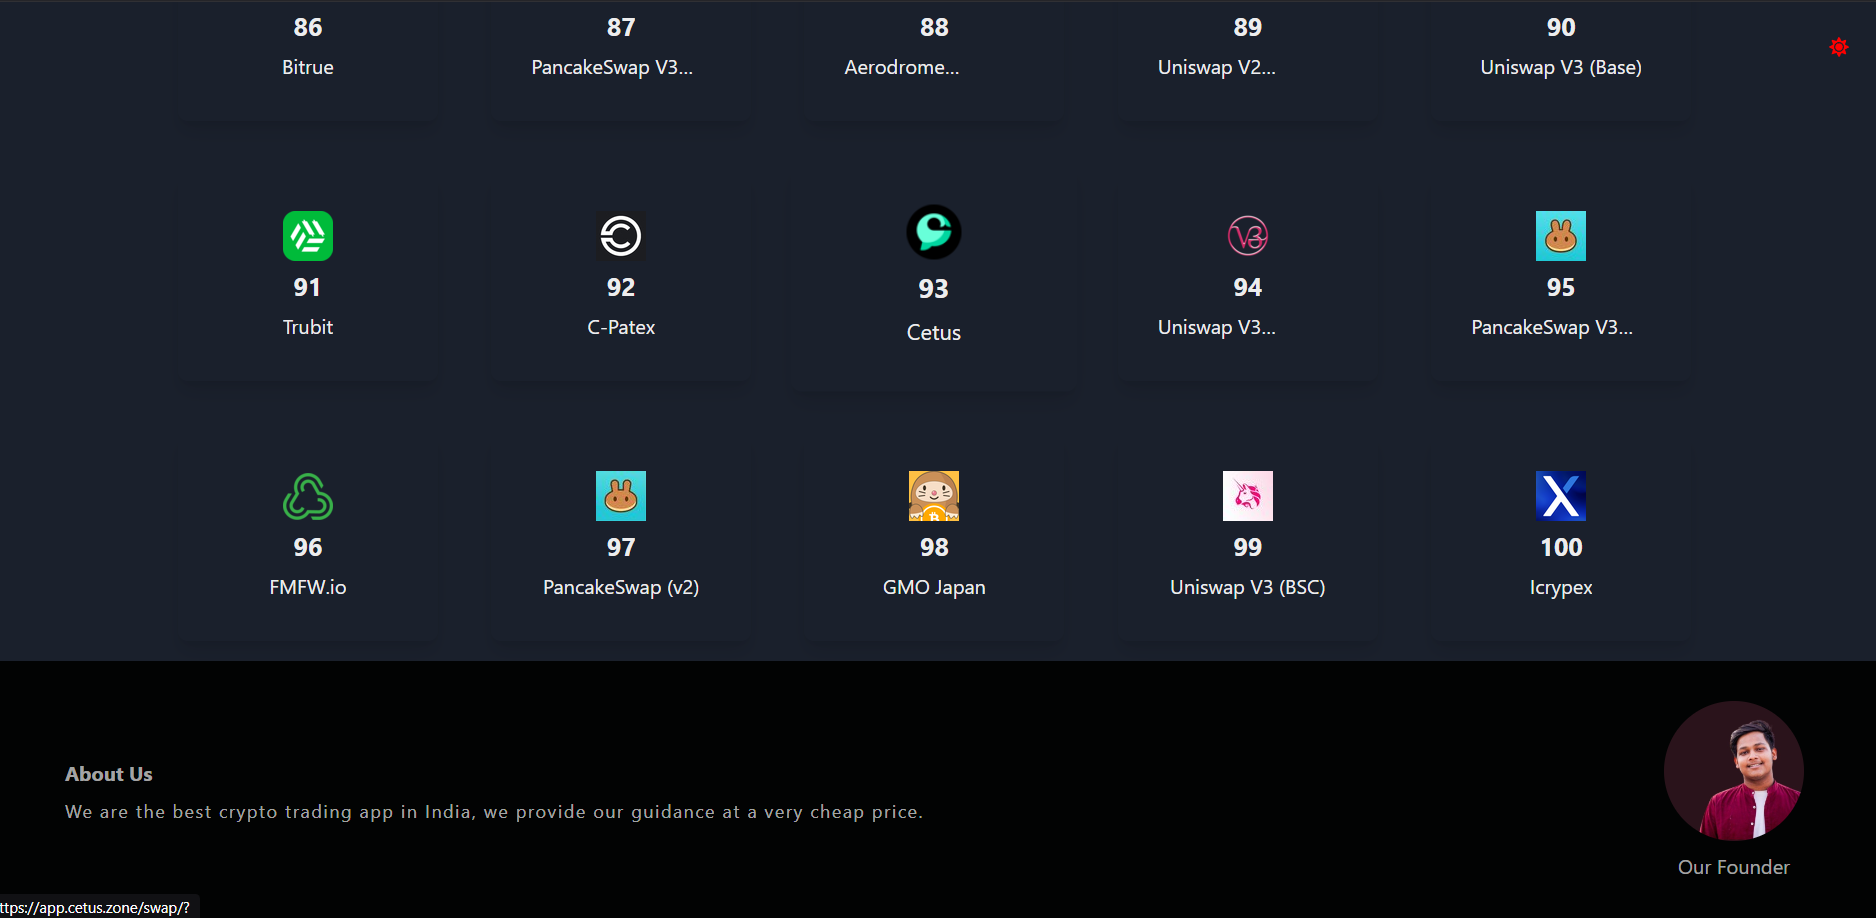 86
Bitrue
87
PancakeSwap V3...
88
Aerodrome...
89
Uniswap V2...
90
Uniswap V3 (Base)
91
Trubit
92
C-Patex
93
Cetus
V3
94
Uniswap V3...
95
PancakeSwap V3...
96
FMFW.io
97
PancakeSwap (v2)
98
GMO Japan
99
Uniswap V3 (BSC)
X
100
Icrypex
About Us
We are the best crypto trading app in India, we provide our guidance at a very cheap price.
Our Founder
ttps://app.cetus.zone/swap/?